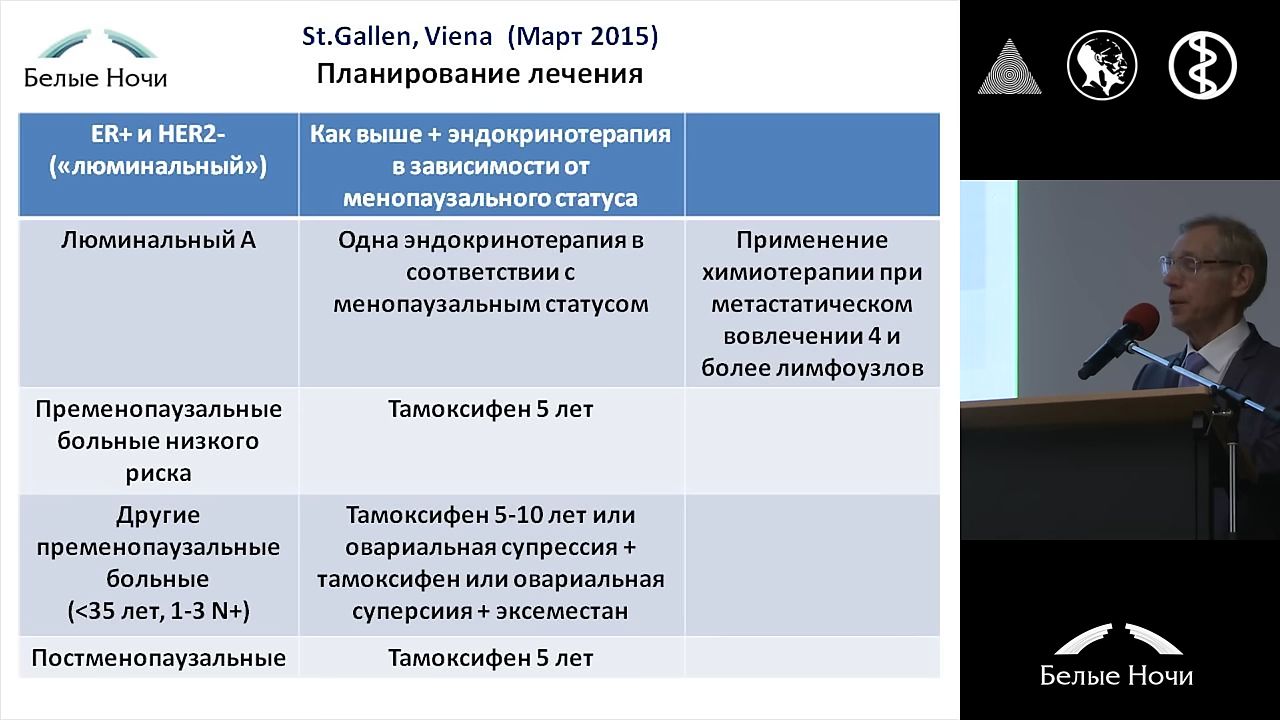 Белые Ночи
St.Gallen, Viena (Март 2015)
Планирование лечения
ER+ и HER2-
(«люминальный»)
Как выше + эндокринотерапия
в зависимости от
менопаузального статуса
Люминальный А
Одна эндокринотерапия в
соответствии с
менопаузальным статусом
Применение
химиотерапии при
метастатическом
вовлечении 4 и
более лимфоузлов
Пременопаузальные
больные низкого
риска
Тамоксифен 5 лет
Другие
пременопаузальные
больные
(<35 лет, 1-3 N+)
Тамоксифен 5-10 лет или
овариальная супрессия +
тамоксифен или овариальная
суперсиия + эксеместан
Постменопаузальные
Тамоксифен 5 лет
Белые Ночи